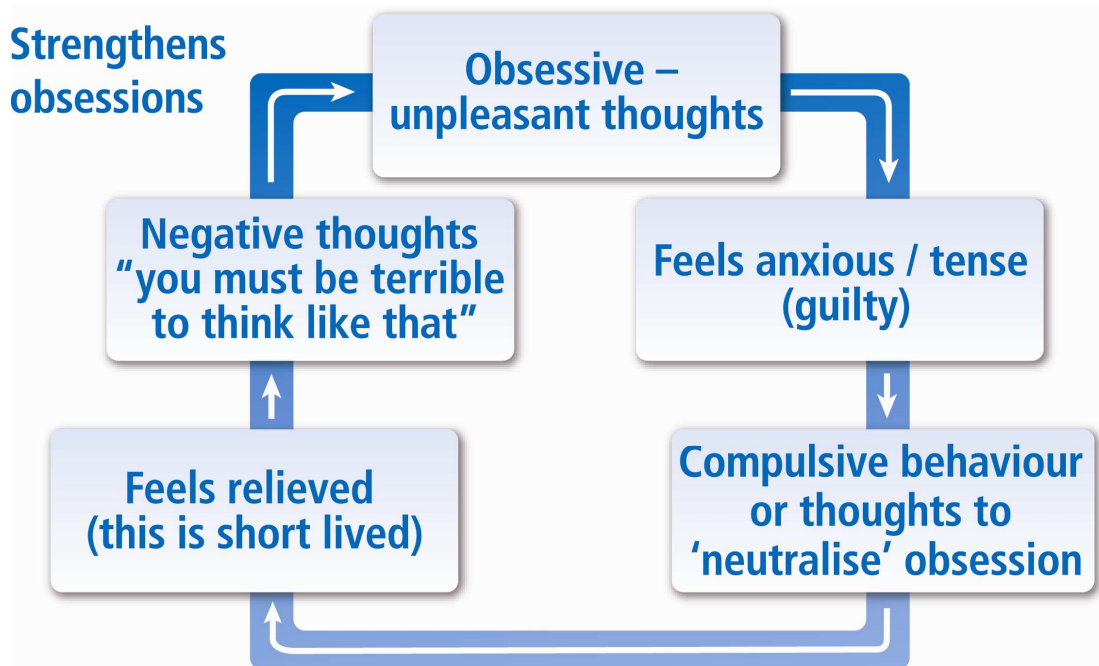 Strengthens
obsessions
Obsessive –
unpleasant thoughts
Feels anxious / tense
(guilty)
Compulsive behaviour
or thoughts to
‘neutralise’ obsession
Feels relieved
(this is short lived)
Negative thoughts
“you must be terrible
to think like that”